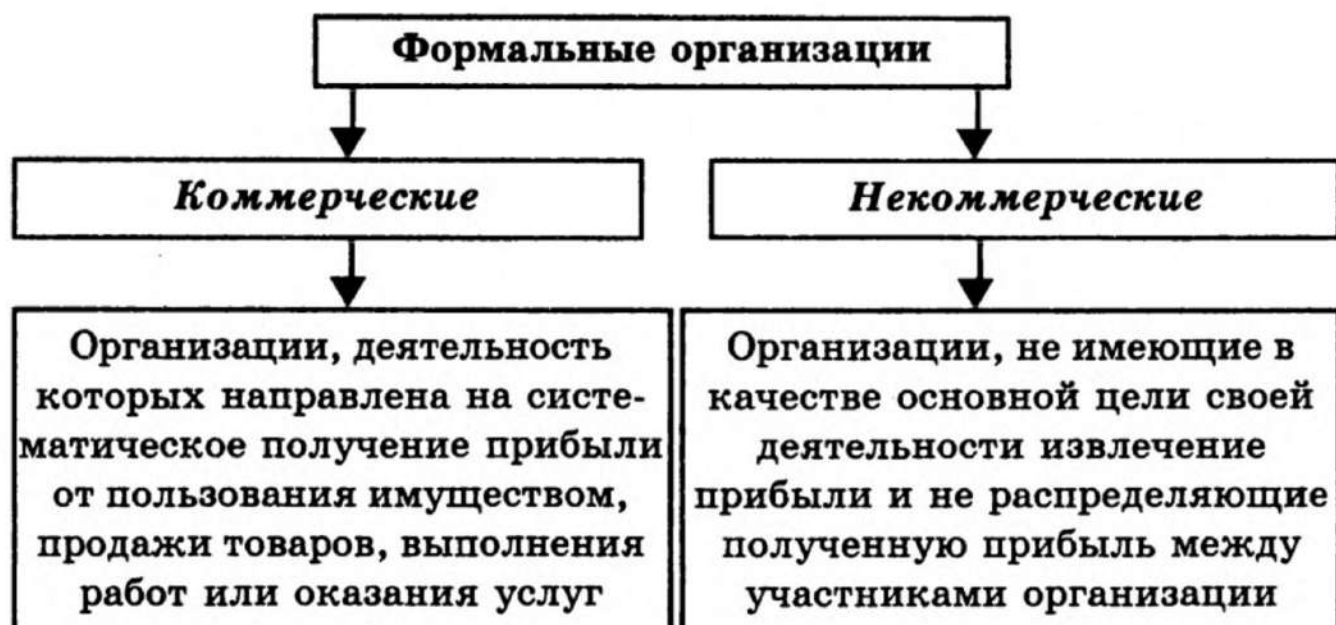 Формальные организации
Коммерческие
Некоммерческие
Организации, деятельность
которых направлена на систе-
матическое получение прибыли
от пользования имуществом,
продажи товаров, выполнения
работ или оказания услуг
Организации, не имеющие в
качестве основной цели своей
деятельности извлечение
прибыли и не распределяющие
полученную прибыль между
участниками организации